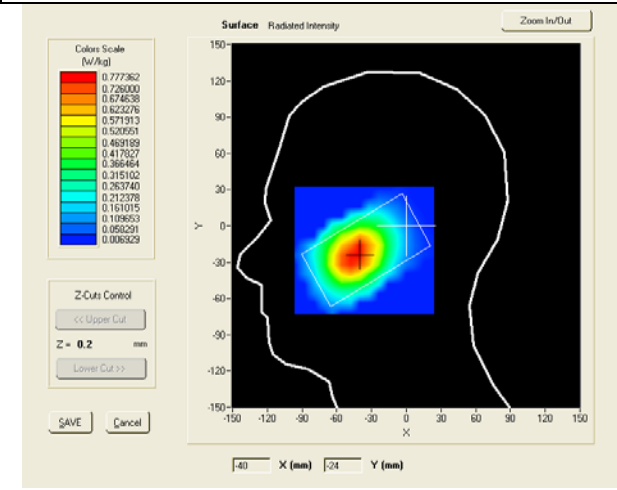 Surface Radiated Intensity
Zoom In/Out
Colors Scale
(W/kg)
0.777362
0.726000
0.674638
0.623276
0.571913
0.520551
0.469189
0.417827
0.366464
0.315102
0.263740
0.212378
0.161015
0.109653
0.058291
0.006929
Z-Cuts Control
<< Upper Cut
Z = 0.2 mm
Lower Cut >>
SAVE Cancel
150
120
90
60
30
0
-30
-60
-90
-120
-150
Y
-150 -120 -90 -60 -30 0 30 60 90 120 150
X
-40 X (mm) -24 Y (mm)